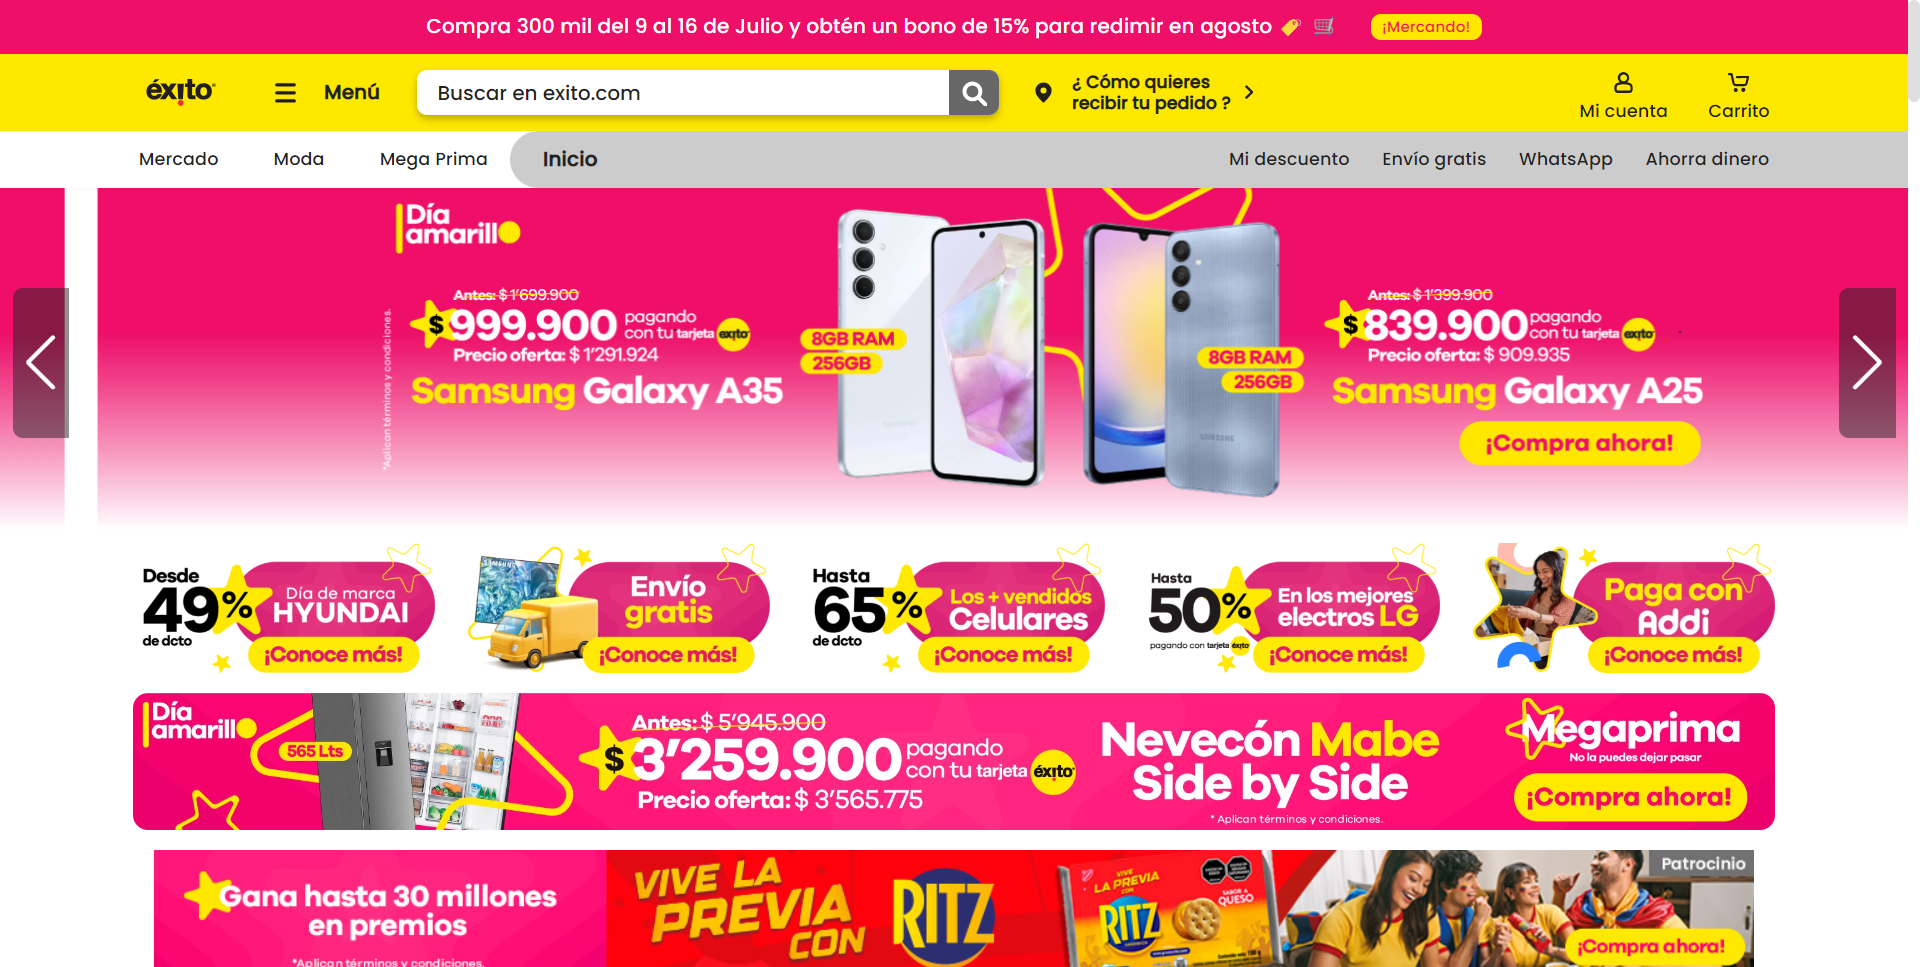 Compra 300 mil del 9 al 16 de Julio y obtén un bono de 15% para redimir en agosto
¡Mercando!
éxito
Menú
Buscar en exito.com
¿ Cómo quieres
recibir tu pedido ?
Mi cuenta
Carrito
Mercado
Moda
Mega Prima
Inicio
Mi descuento
Envío gratis
WhatsApp
Ahorra dinero
Día
amarillo
*Aplican términos y condiciones.
Antes: $ 1'699.900
$ 999.900 pagando
con tu tarjeta éxito
Precio oferta: $ 1'291.924
Samsung Galaxy A35
8GB RAM
256GB
SAMSUNG
8GB RAM
256GB
SAMSUNG
Antes: $ 1'399.900
$ 839.900 pagando
con tu tarjeta éxito
Precio oferta: $ 909.935
Samsung Galaxy A25
¡Compra ahora!
Desde
49%
de dcto
Día de marca
HYUNDAI
¡Conoce más!
SAMSUNG
Envío
gratis
¡Conoce más!
Hasta
65%
de dcto
Los + vendidos
Celulares
¡Conoce más!
Hasta
50%
pagando con tarjeta éxito
En los mejores
electros LG
¡Conoce más!
Paga con
Addi
¡Conoce más!
Día
amarillo
565 Lts
Antes: $ 5'945.900
$ 3'259.900 pagando
con tu tarjeta éxito
Precio oferta: $ 3'565.775
Nevecón Mabe
Side by Side
* Aplican términos y condiciones.
Megaprima
No la puedes dejar pasar
¡Compra ahora!
Gana hasta 30 millones
en premios
*Aplican términos y condiciones.
VIVE LA
PREVIA
CON
RITZ
VIVE
LA PREVIA
CON
RITZ
SABOR A
QUESO
Patrocinio
¡Compra ahora!